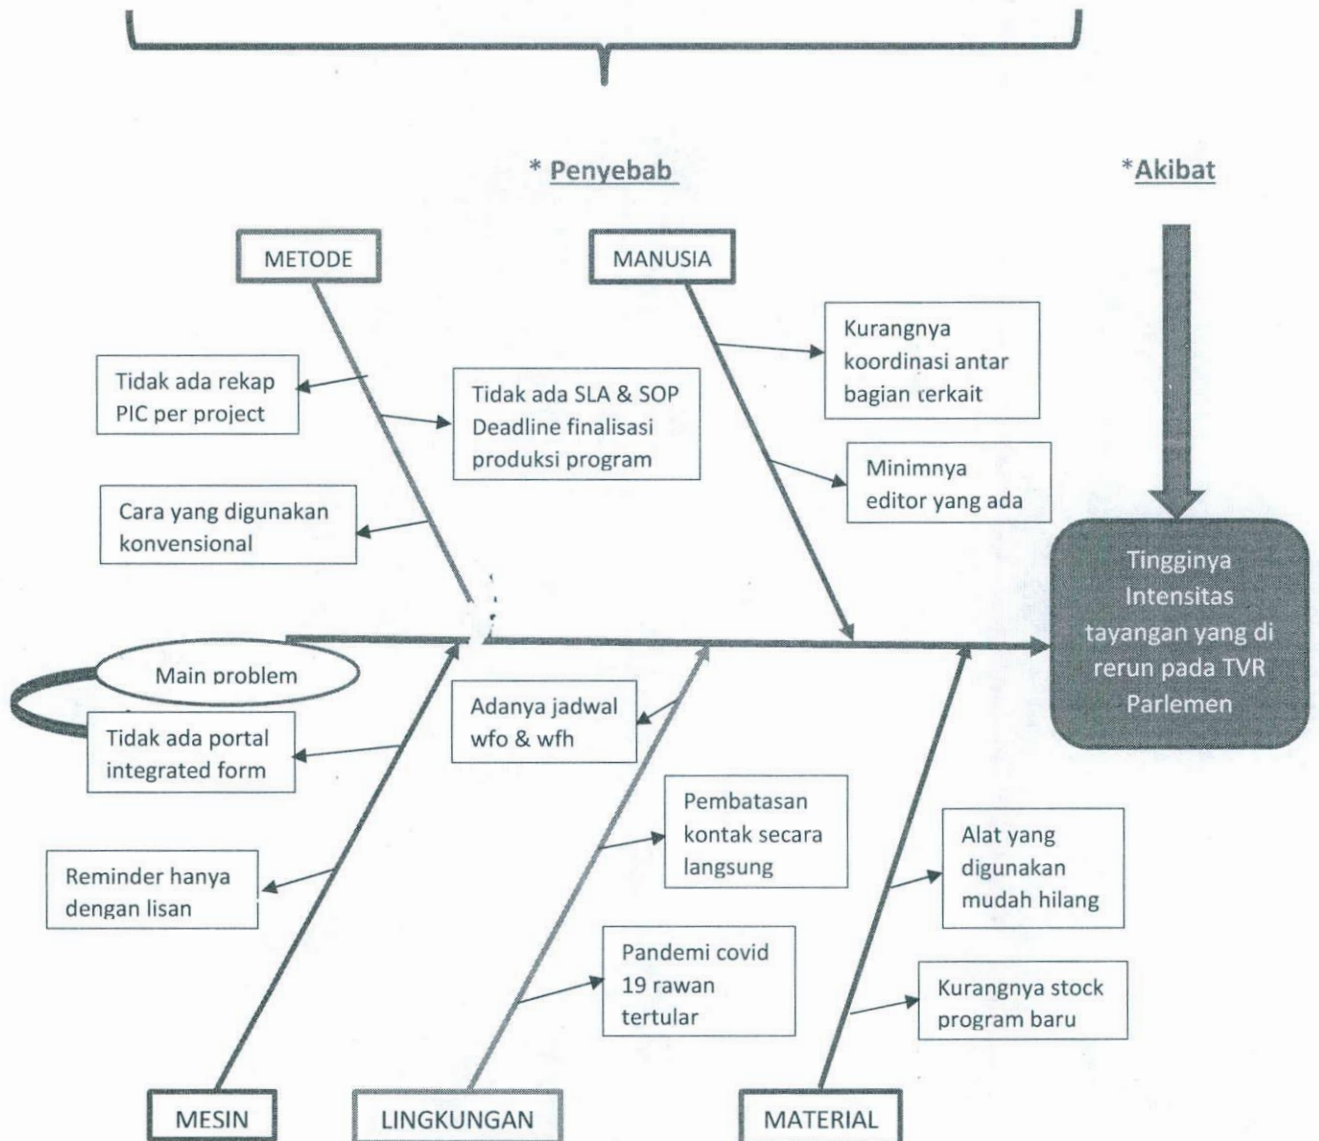 * Penyebab
*Akibat
METODE
MANUSIA
Kurangnya
koordinasi antar
bagian terkait
Tidak ada rekap
PIC per project
Tidak ada SLA & SOP
Deadline finalisasi
produksi program
Minimnya
editor yang ada
Cara yang digunakan
konvensional
Tingginya
Intensitas
tayangan yang di
rerun pada TVR
Parlemen
Main problem
Tidak ada portal
integrated form
Adanya jadwal
wfo & wfh
Pembatasan
kontak secara
langsung
Alat yang
digunakan
mudah hilang
Reminder hanya
dengan lisan
Pandemi covid
19 rawan
tertular
Kurangnya stock
program baru
MESIN
LINGKUNGAN
MATERIAL